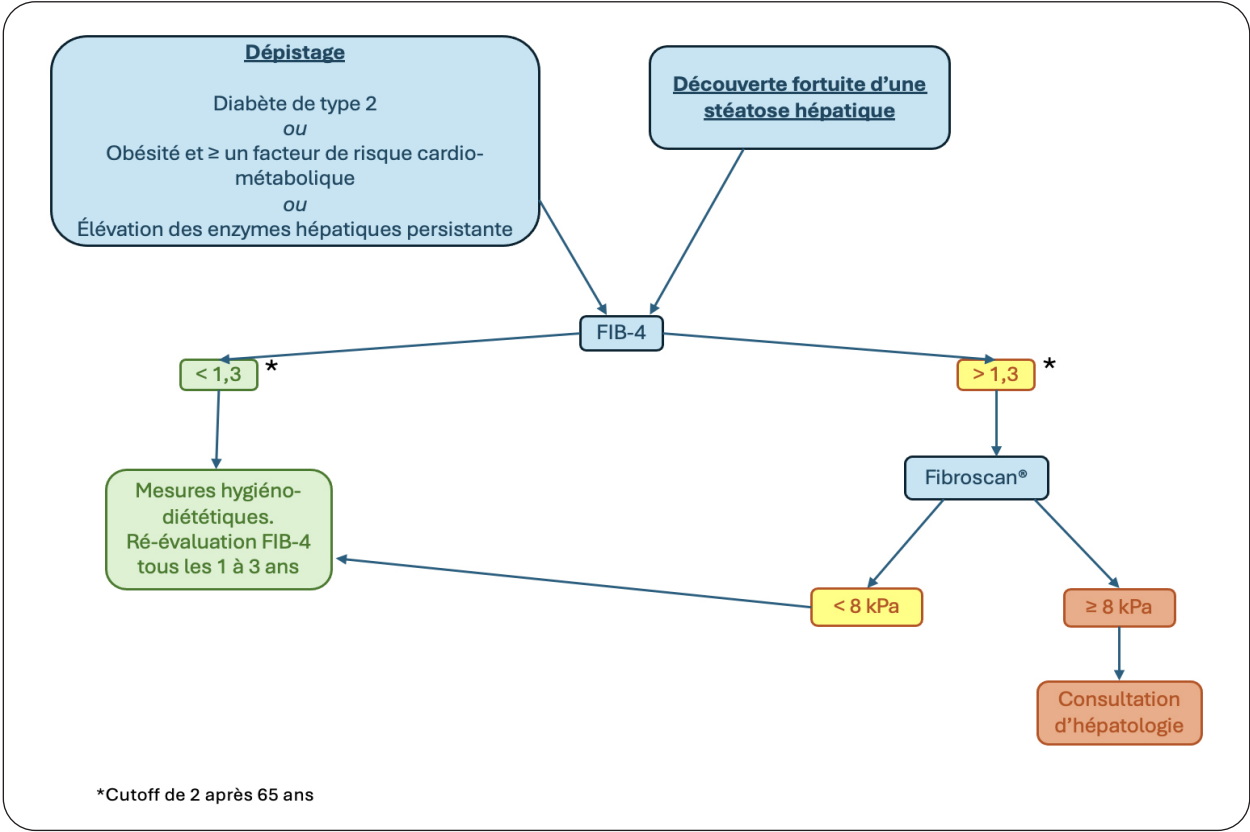 Dépistage
Diabète de type 2
ou
Obésité et ≥ un facteur de risque cardio-
métabolique
ou
Élévation des enzymes hépatiques persistante
Découverte fortuite d’une
stéatose hépatique
FIB-4
< 1,3 *
> 1,3 *
Mesures hygiéno-
diététiques.
Ré-évaluation FIB-4
tous les 1 à 3 ans
Fibroscan®
< 8 kPa
≥ 8 kPa
Consultation
d’hépatologie
*Cutoff de 2 après 65 ans